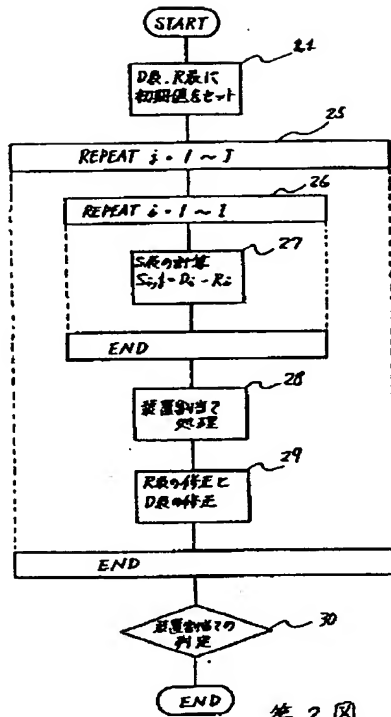 START
21
D表、R表に
初期値をセット
25
REPEAT j = 1 ~ J
26
REPEAT i = 1 ~ I
27
S表の計算
Si,j = Di - Ri
END
28
装置割当て
処理
29
R表の修正と
D表の修正
END
装置割当ての
判定
30
END
第2図